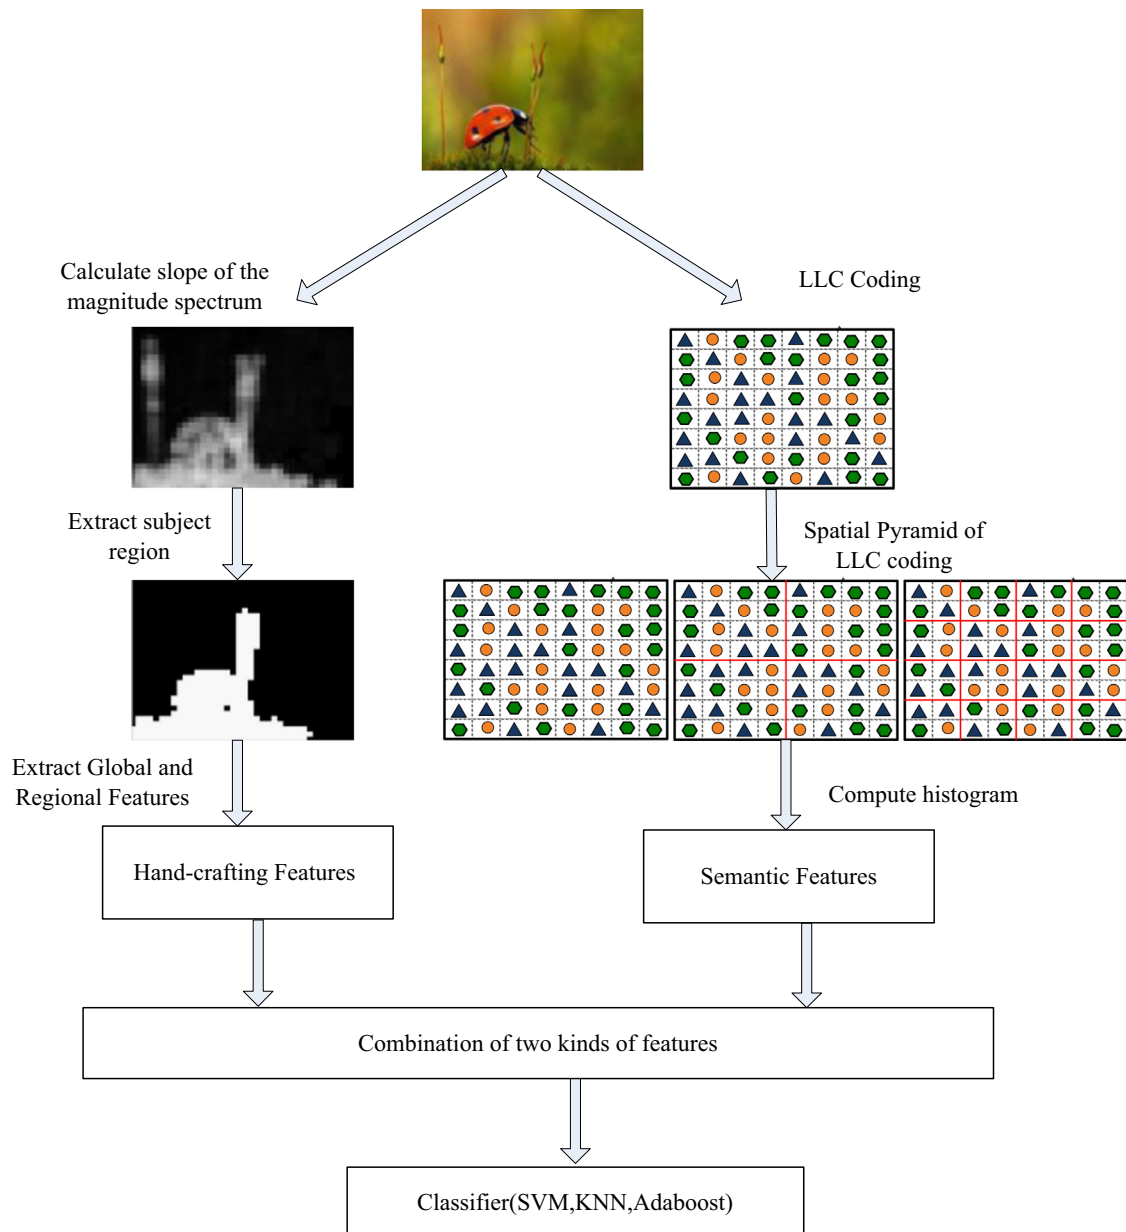 Calculate slope of the
magnitude spectrum
LLC Coding
Extract subject
region
Spatial Pyramid of
LLC coding
Extract Global and
Regional Features
Compute histogram
Hand-crafting Features
Semantic Features
Combination of two kinds of features
Classifier(SVM,KNN,Adaboost)